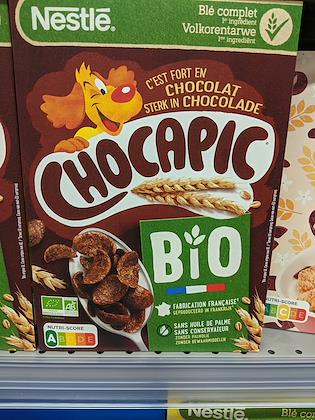 Nestlé®
Blé complet
1er ingrédient
Volkorentarwe
1ste ingrediënt
C'EST FORT EN
CHOCOLAT
STERK IN CHOCOLADE
CHOCAPIC
BIO
FABRICATION FRANÇAISE!
GEPRODUCEERD IN FRANKRIJK
SANS HUILE DE PALME
SANS CONSERVATEUR
ZONDER PALMOLIE
ZONDER BEWAARMIDDELEN
NUTRI-SCORE
A B C D E
NUTRI-SCORE
C D E
Nestlé
Blé co